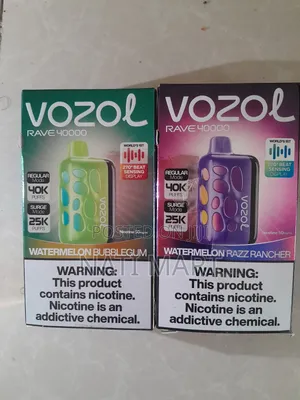 VOZOL
RAVE 40000
WORLD'S 1ST
270° BEAT
SENSING
DISPLAY
REGULAR
Mode
40K
PUFFS
SURGE
Mode
25K
PUFFS
WATERMELON BUBBLEGUM
WARNING:
This product
contains nicotine.
Nicotine is an
addictive chemical.
VOZOL
RAVE 40000
WORLD'S 1ST
270° BEAT
SENSING
DISPLAY
REGULAR
Mode
40K
PUFFS
SURGE
Mode
25K
PUFFS
WATERMELON RAZZ RANCHER
WARNING:
This product
contains nicotine.
Nicotine is an
addictive chemical.